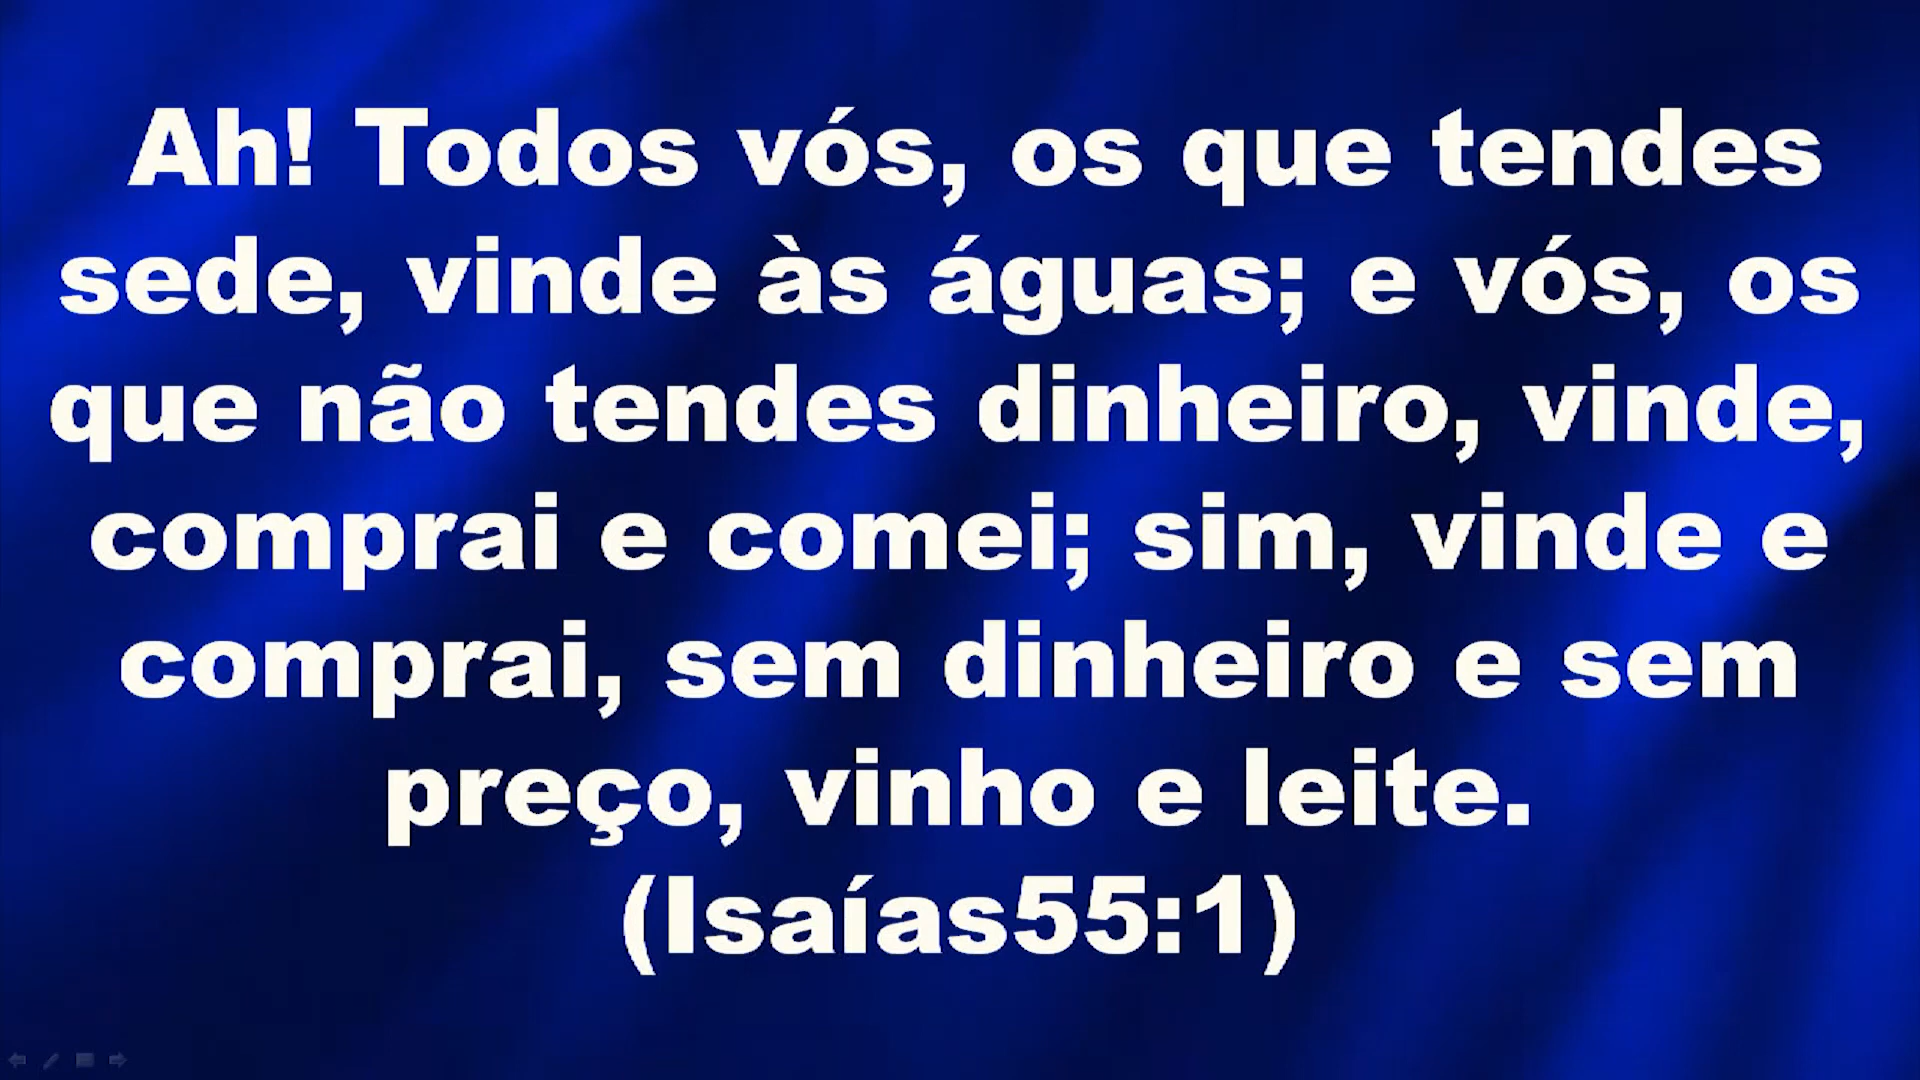 Ah! Todos vós, os que tendes
sede, vinde às águas; e vós, os
que não tendes dinheiro, vinde,
comprai e comei; sim, vinde e
comprai, sem dinheiro e sem
preço, vinho e leite.
(Isaías55:1)